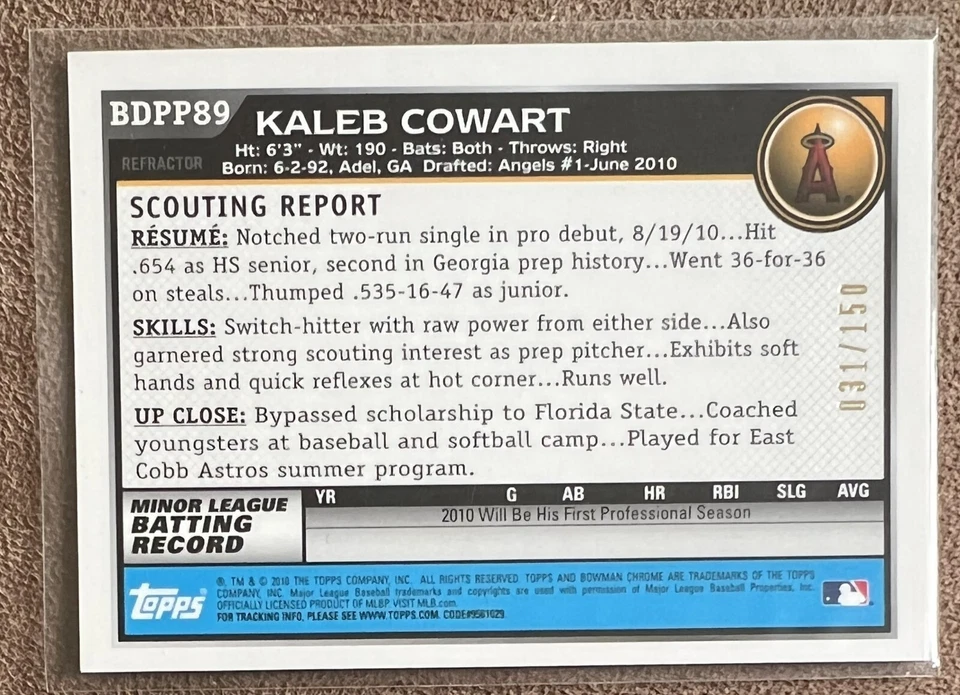 BDPP89
KALEB COWART
REFRACTOR
Ht: 6'3" - Wt: 190 - Bats: Both - Throws: Right
Born: 6-2-92, Adel, GA Drafted: Angels #1-June 2010
A
SCOUTING REPORT
RÉSUMÉ: Notched two-run single in pro debut, 8/19/10...Hit
.654 as HS senior, second in Georgia prep history...Went 36-for-36
on steals...Thumped .535-16-47 as junior.
SKILLS: Switch-hitter with raw power from either side...Also
garnered strong scouting interest as prep pitcher...Exhibits soft
hands and quick reflexes at hot corner...Runs well.
UP CLOSE: Bypassed scholarship to Florida State...Coached
youngsters at baseball and softball camp...Played for East
Cobb Astros summer program.
031/150
MINOR LEAGUE
BATTING
RECORD
YR G AB HR RBI SLG AVG
2010 Will Be His First Professional Season
topps
®, TM & © 2010 THE TOPPS COMPANY, INC. ALL RIGHTS RESERVED. TOPPS AND BOWMAN CHROME ARE TRADEMARKS OF THE TOPPS
COMPANY, INC. Major League Baseball trademarks and copyrights are used with permission of Major League Baseball Properties, Inc.
OFFICIALLY LICENSED PRODUCT OF MLBP. VISIT MLB.com.
FOR TRACKING INFO, PLEASE SEE WWW.TOPPS.COM. CODE#9561029